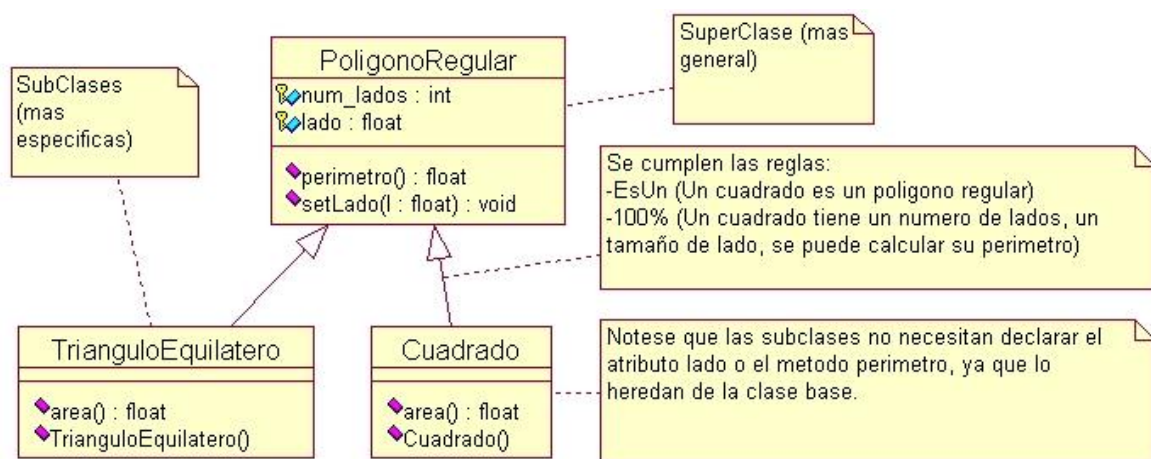 SubClases
(mas
especificas)
PoligonoRegular
num_lados : int
lado : float
perimetro() : float
setLado(l : float) : void
SuperClase (mas
general)
Se cumplen las reglas:
-EsUn (Un cuadrado es un poligono regular)
-100% (Un cuadrado tiene un numero de lados, un
tamaño de lado, se puede calcular su perimetro)
TrianguloEquilatero
area() : float
TrianguloEquilatero()
Cuadrado
area() : float
Cuadrado()
Notese que las subclases no necesitan declarar el
atributo lado o el metodo perimetro, ya que lo
heredan de la clase base.